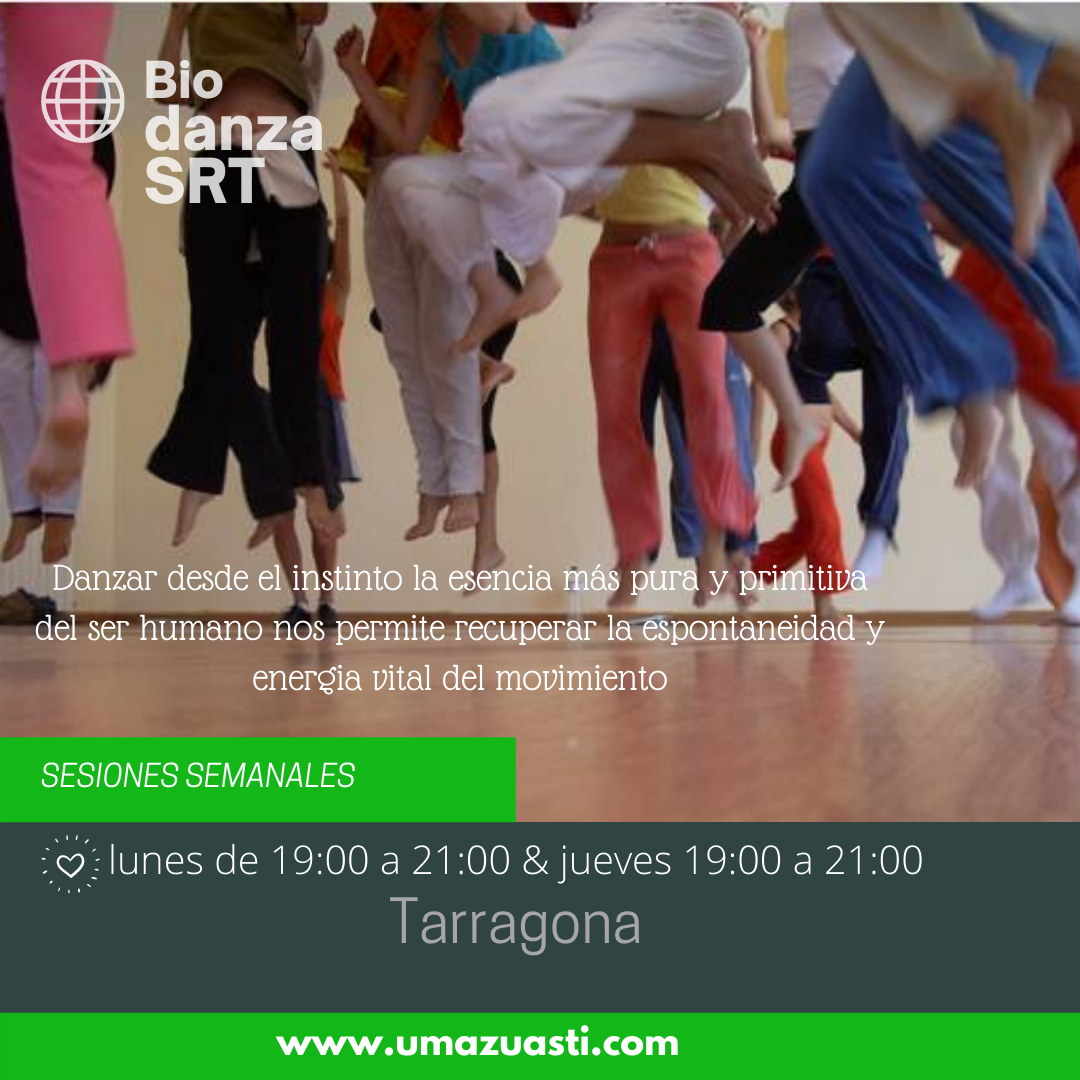 Bio
danza
SRT
Danzar desde el instinto la esencia más pura y primitiva
del ser humano nos permite recuperar la espontaneidad y
energia vital del movimiento
SESIONES SEMANALES
lunes de 19:00 a 21:00 & jueves 19:00 a 21:00
Tarragona
www.umazuasti.com